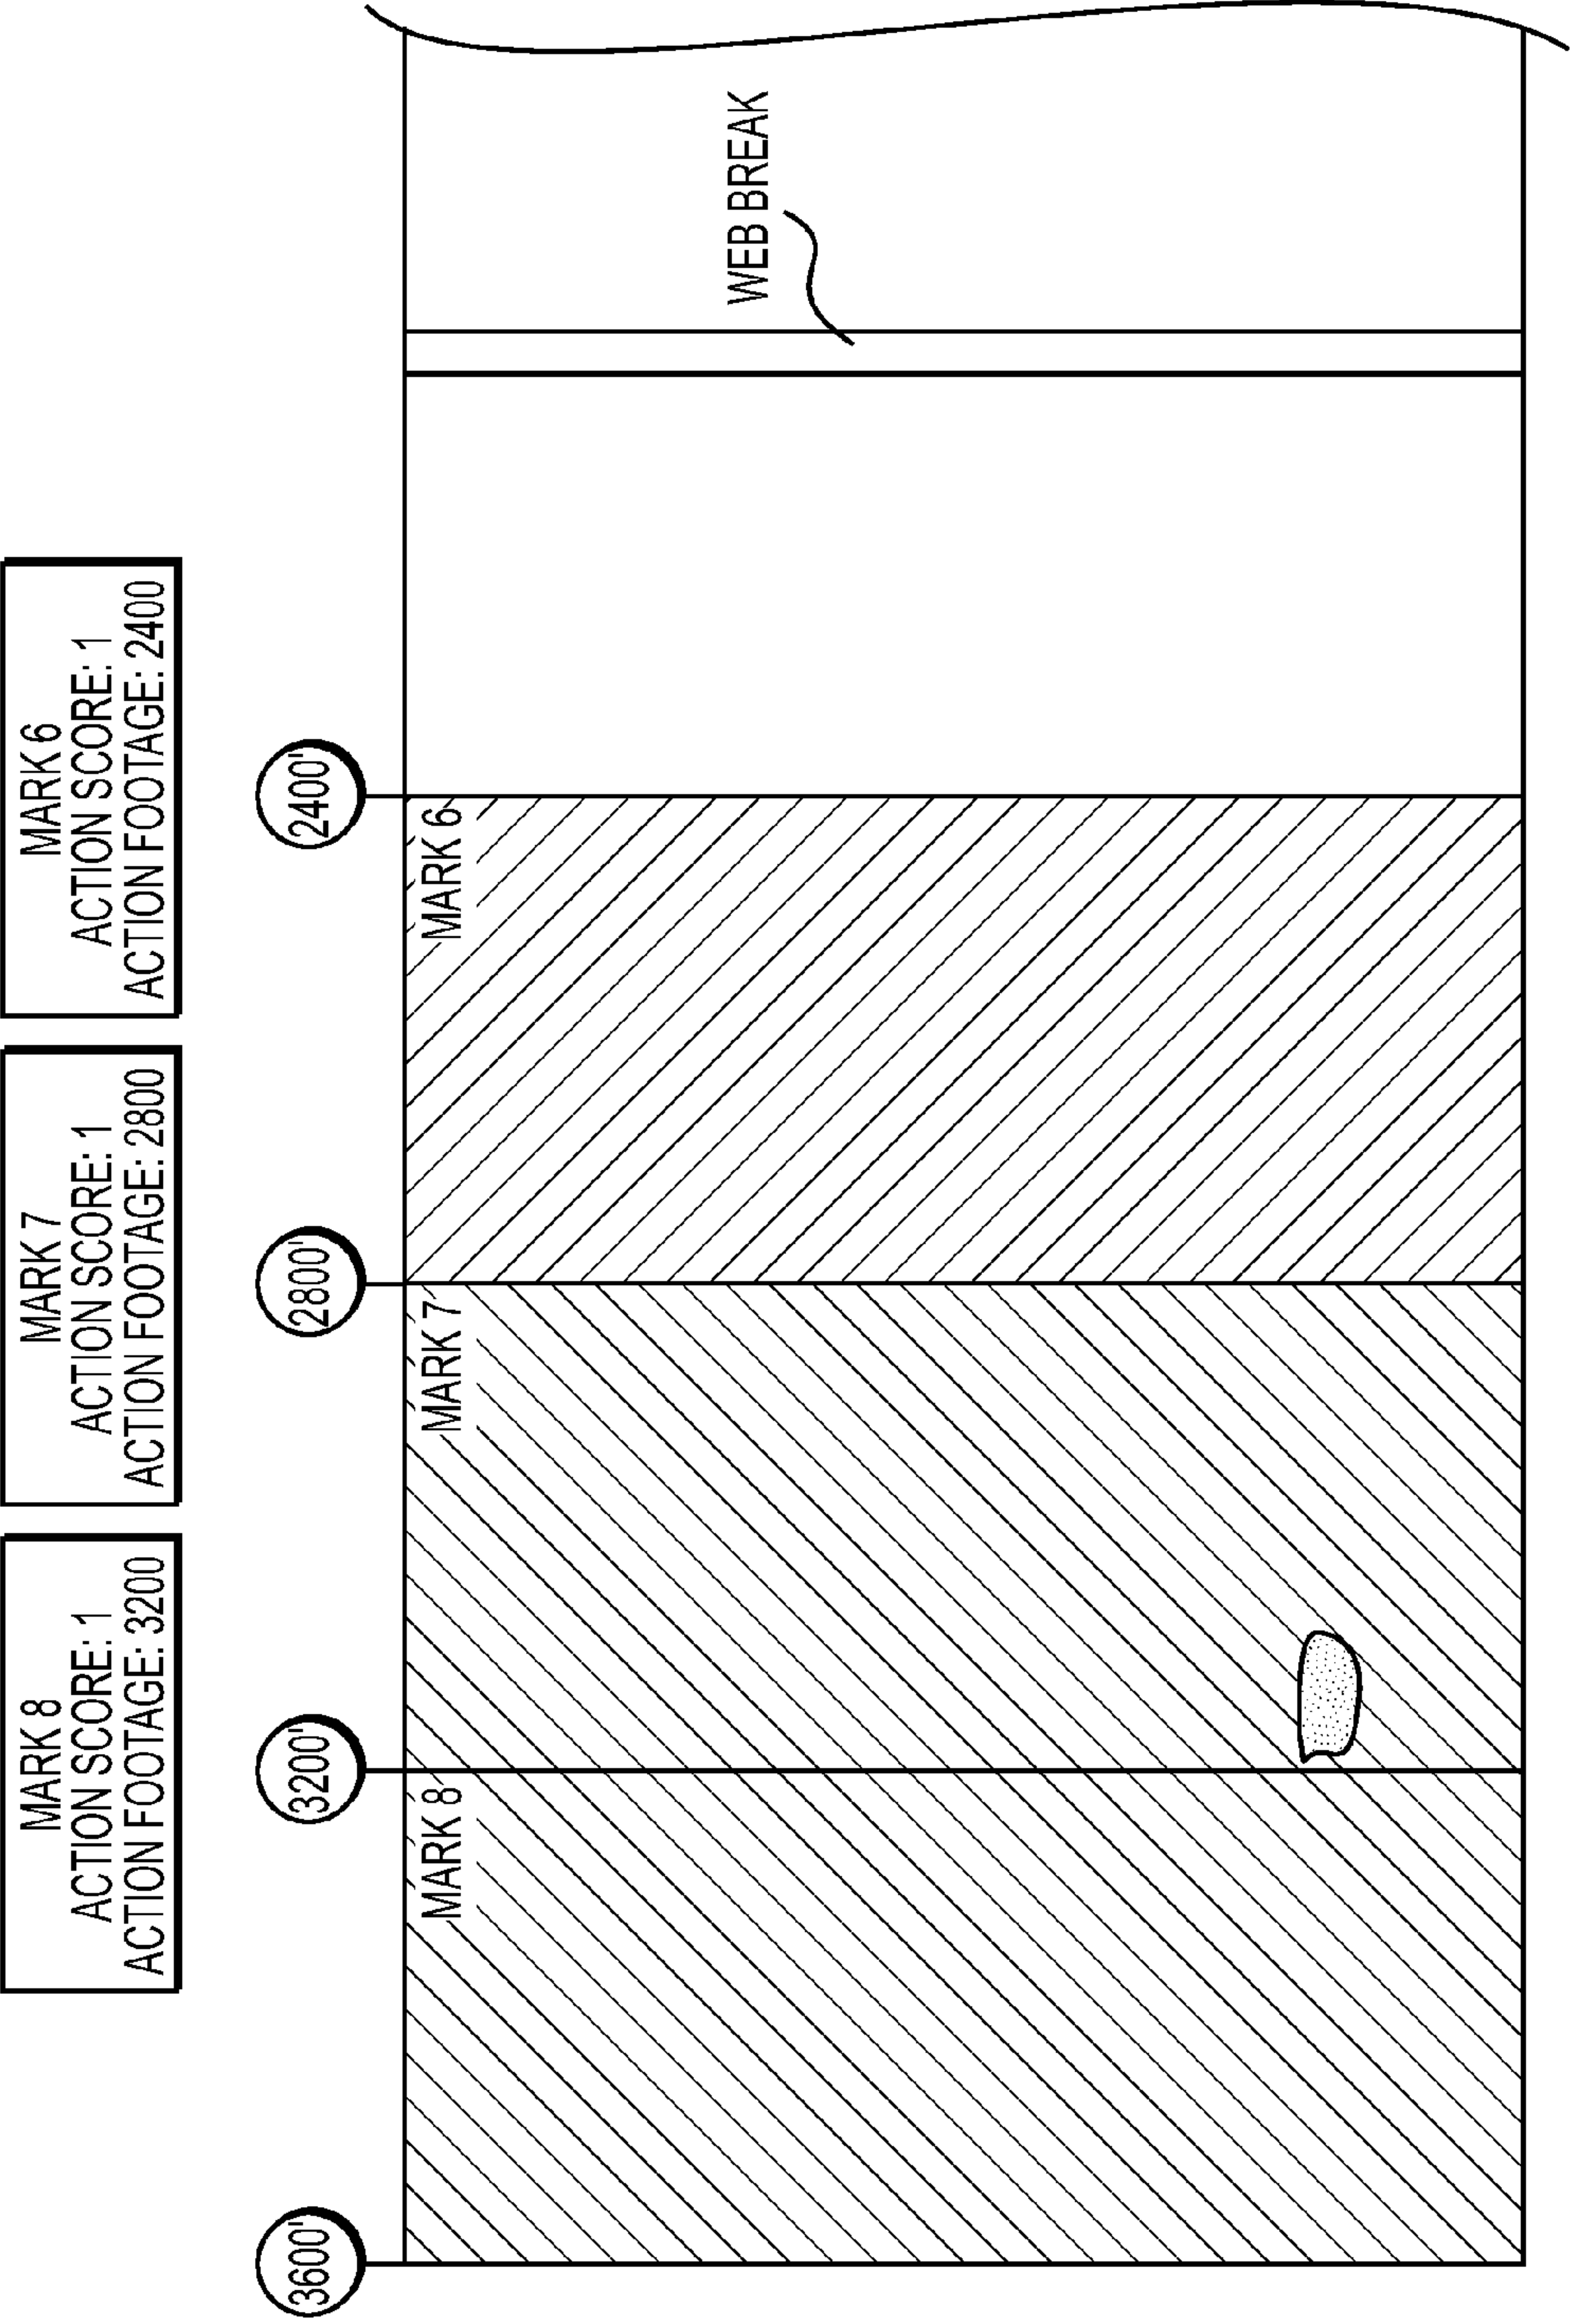 MARK 8
ACTION SCORE: 1
ACTION FOOTAGE: 3200
MARK 7
ACTION SCORE: 1
ACTION FOOTAGE: 2800
MARK 6
ACTION SCORE: 1
ACTION FOOTAGE: 2400
3600'
3200'
2800'
2400'
MARK 8
MARK 7
MARK 6
WEB BREAK